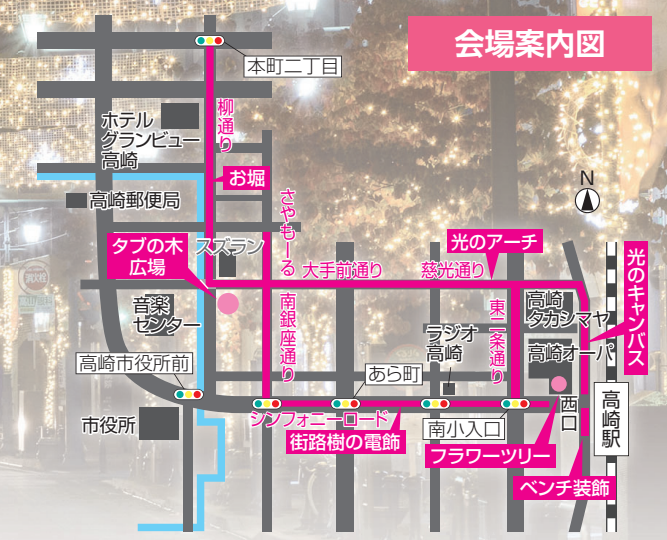 会場案内図
本町二丁目
ホテル
グランビュー
高崎
柳通り
お堀
高崎郵便局
さやもーる
N
タブの木
広場
スズラン
大手前通り
慈光通り
光のアーチ
光のキャンバス
音楽
センター
南銀座通り
東二条通り
高崎
タカシマヤ
ラジオ
高崎
高崎オーパ
高崎市役所前
あら町
西口
高崎駅
市役所
シンフォニーロード
街路樹の電飾
南小入口
フラワーツリー
ベンチ装飾